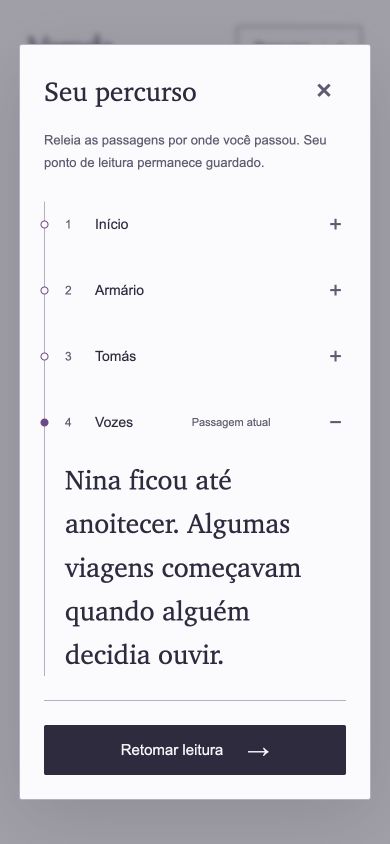 Seu percurso
Releia as passagens por onde você passou. Seu
ponto de leitura permanece guardado.
1 Início
2 Armário
3 Tomás
4 Vozes Passagem atual
Nina ficou até
anoitecer. Algumas
viagens começavam
quando alguém
decidia ouvir.
Retomar leitura